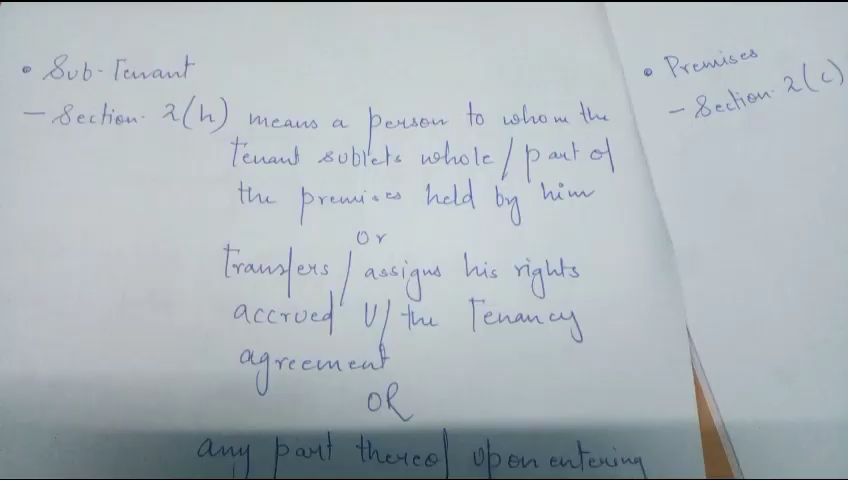 • Sub-Tenant
- Section. 2(h) means a person to whom the
Tenant sublets whole / part of
the premises held by him
Or
transfers / assigns his rights
accrued U/ the Tenancy
agreement
OR
any part thereof upon entering
• Premises
- Section. 2(c)